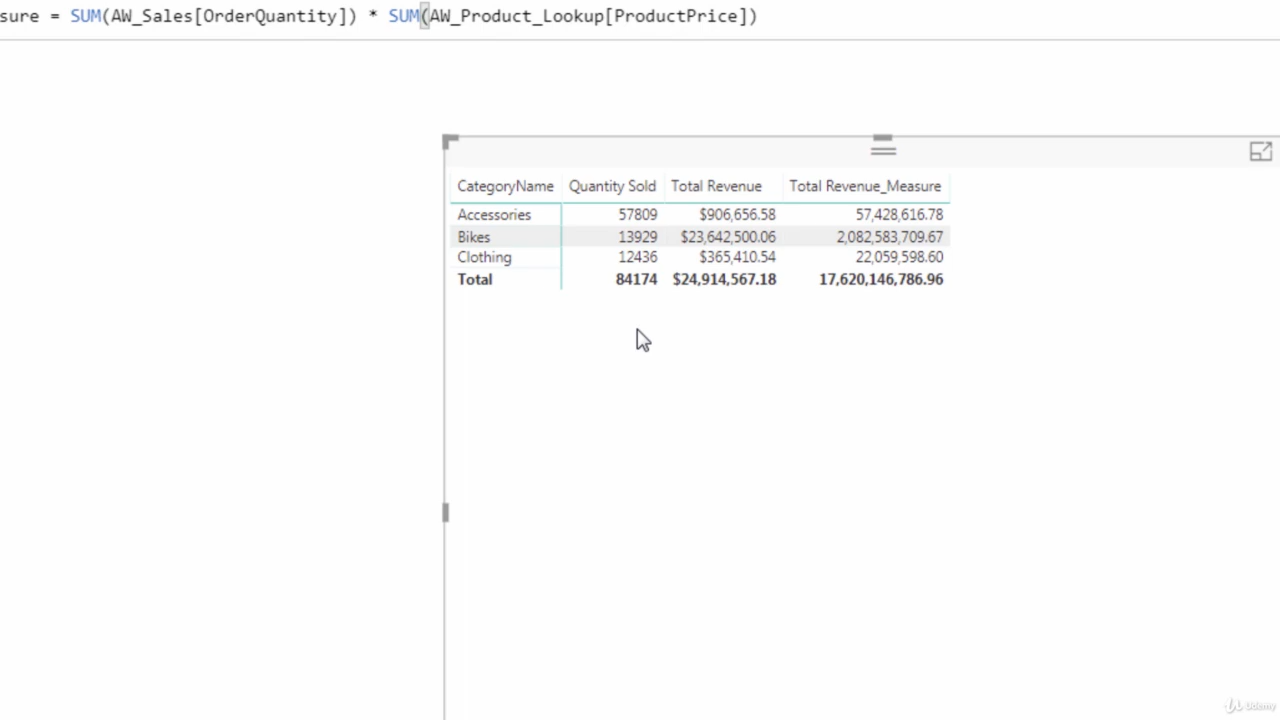 sure = SUM(AW_Sales[OrderQuantity]) * SUM(AW_Product_Lookup[ProductPrice])
CategoryName Quantity Sold Total Revenue Total Revenue_Measure
Accessories 57809 $906,656.58 57,428,616.78
Bikes 13929 $23,642,500.06 2,082,583,709.67
Clothing 12436 $365,410.54 22,059,598.60
Total 84174 $24,914,567.18 17,620,146,786.96
Udemy